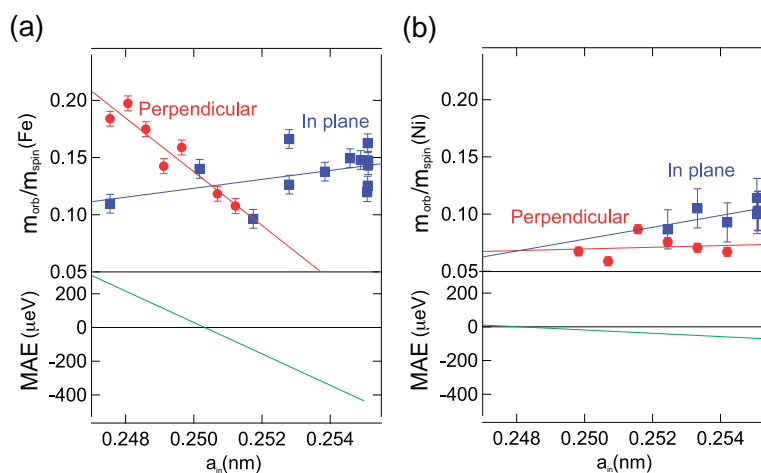 (a)
(b)
0.20
0.15
0.10
0.05
m_orb/m_spin(Fe)
Perpendicular
In plane
200
0
-200
-400
MAE (μeV)
0.248 0.250 0.252 0.254
a_in(nm)
0.20
0.15
0.10
0.05
m_orb/m_spin(Ni)
In plane
Perpendicular
200
0
-200
-400
MAE (μeV)
0.248 0.250 0.252 0.254
a_in(nm)